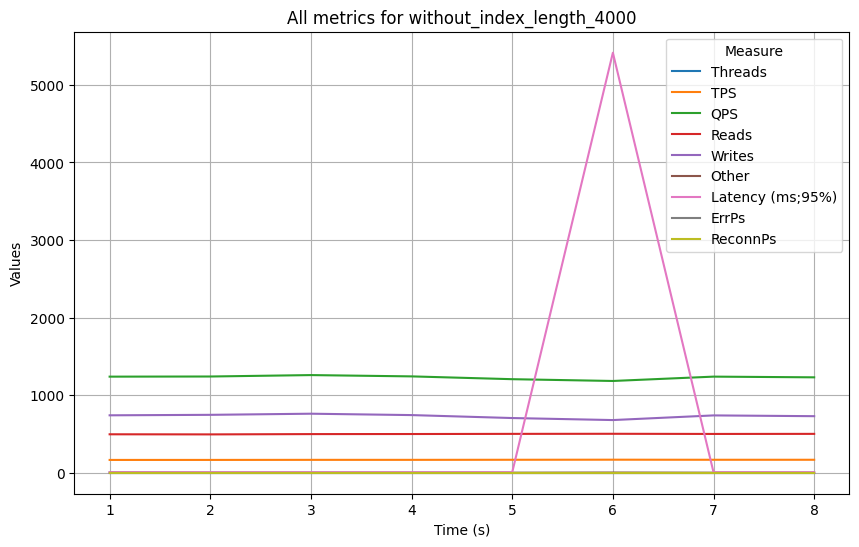 All metrics for without_index_length_4000
Measure
Threads
TPS
QPS
Reads
Writes
Other
Latency (ms;95%)
ErrPs
ReconnPs
5000
4000
3000
2000
1000
0
Values
1 2 3 4 5 6 7 8
Time (s)